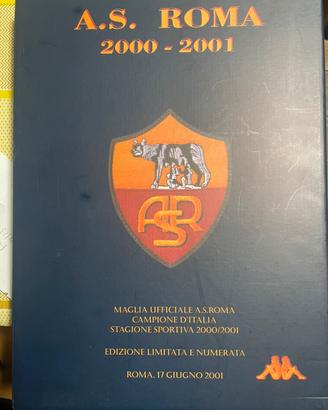 A.S. ROMA
2000 - 2001
ASR
MAGLIA UFFICIALE A.S.ROMA
CAMPIONE D'ITALIA
STAGIONE SPORTIVA 2000/2001
EDIZIONE LIMITATA E NUMERATA
ROMA, 17 GIUGNO 2001